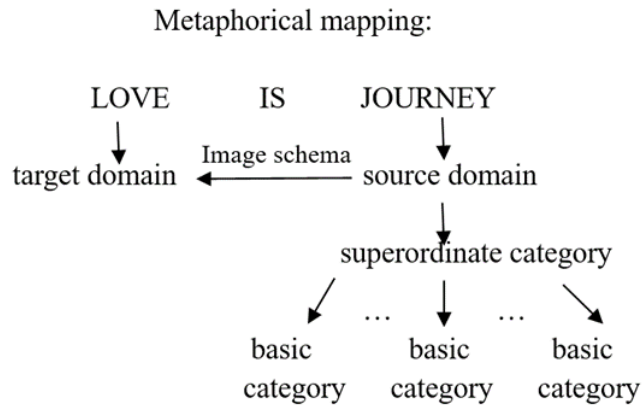 Metaphorical mapping:
LOVE IS JOURNEY
Image schema
target domain source domain
superordinate category
… …
basic basic basic
category category category